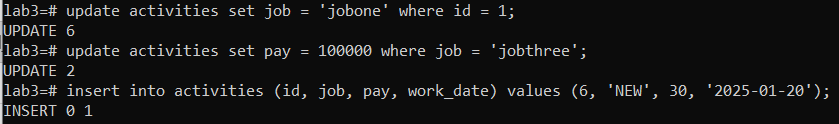 lab3=# update activities set job = 'jobone' where id = 1;
UPDATE 6
lab3=# update activities set pay = 100000 where job = 'jobthree';
UPDATE 2
lab3=# insert into activities (id, job, pay, work_date) values (6, 'NEW', 30, '2025-01-20');
INSERT 0 1